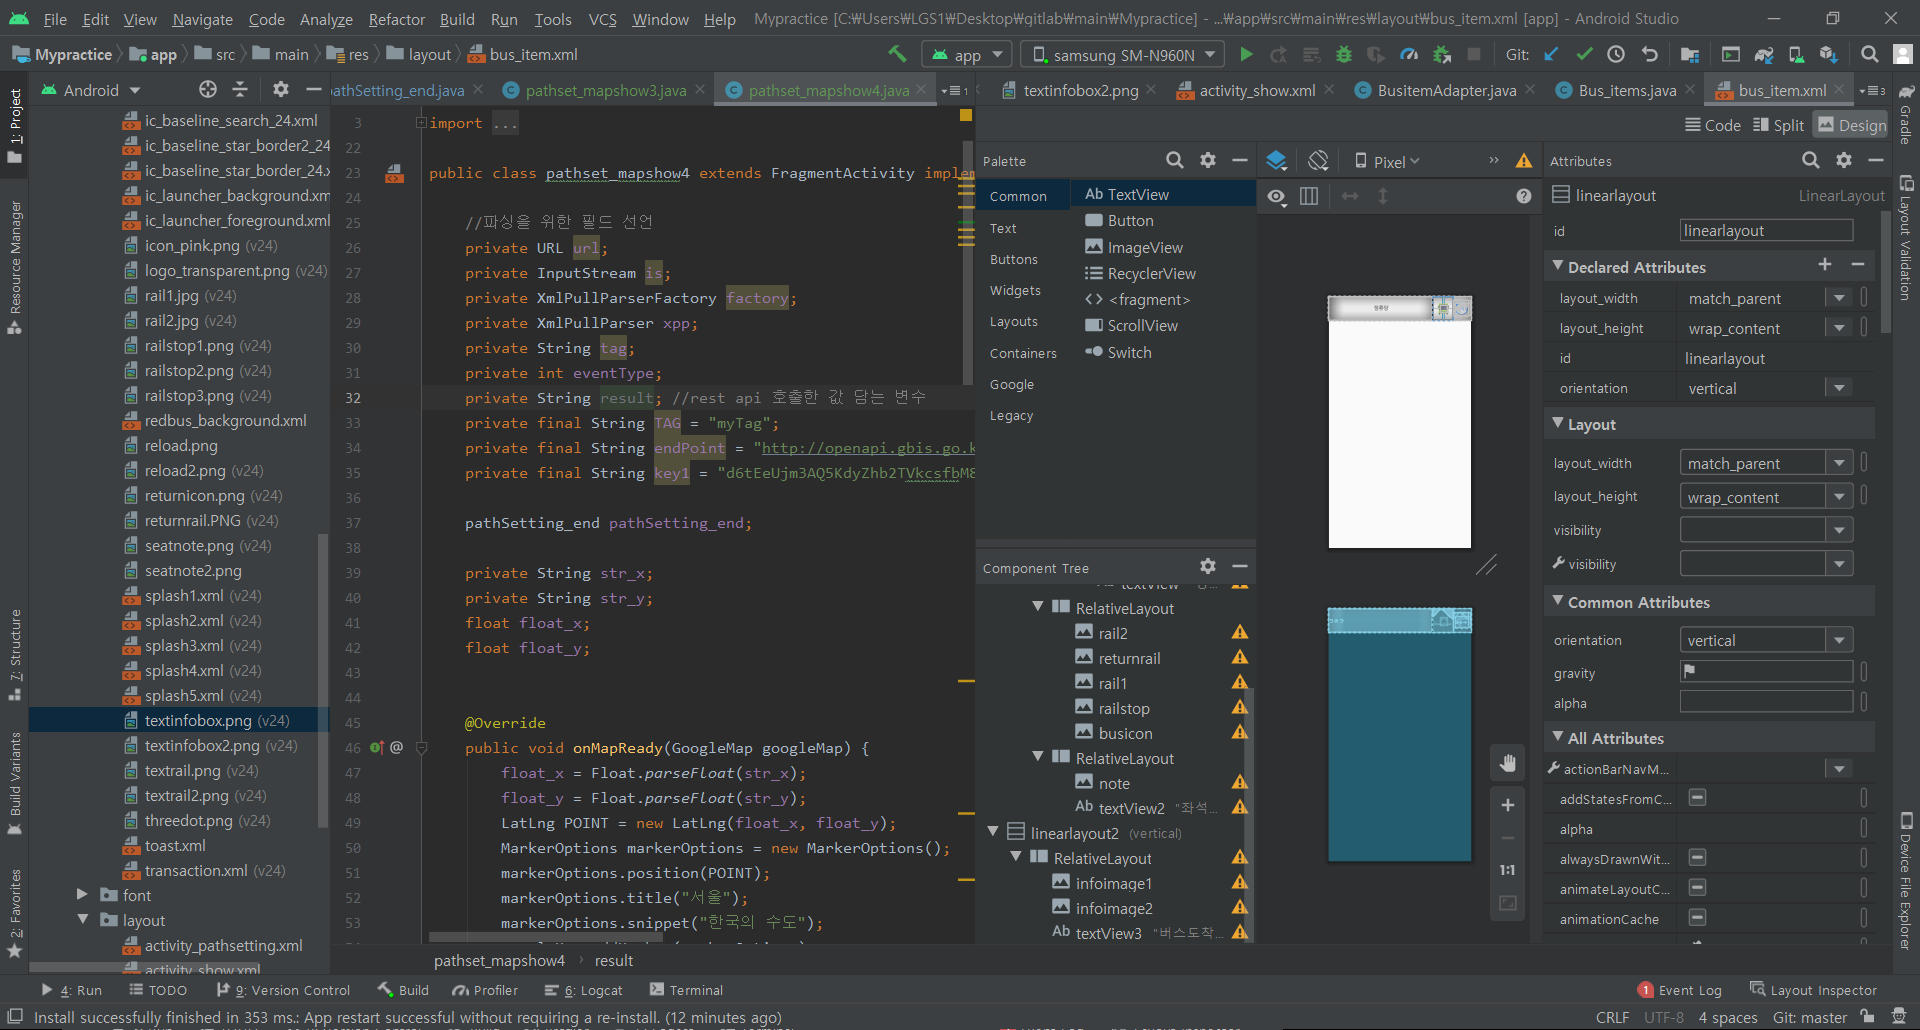 File Edit View Navigate Code Analyze Refactor Build Run Tools VCS Window Help Mypractice [C:₩Users₩LGS1₩Desktop₩gitlab₩main₩Mypractice] - ...₩app₩src₩main₩res₩layout₩bus_item.xml [app] - Android Studio
Mypractice app src main res layout bus_item.xml app samsung SM-N960N Git:
1: Project
Resource Manager
7: Structure
Build Variants
2: Favorites
Android
ic_baseline_search_24.xml
ic_baseline_star_border2_24
ic_baseline_star_border_24.x
ic_launcher_background.xm
ic_launcher_foreground.xml
icon_pink.png (v24)
logo_transparent.png (v24)
rail1.jpg (v24)
rail2.jpg (v24)
railstop1.png (v24)
railstop2.png (v24)
railstop3.png (v24)
redbus_background.xml
reload.png
reload2.png (v24)
returnicon.png (v24)
returnrail.PNG (v24)
seatnote.png (v24)
seatnote2.png
splash1.xml (v24)
splash2.xml (v24)
splash3.xml (v24)
splash4.xml (v24)
splash5.xml (v24)
textinfobox.png (v24)
textinfobox2.png (v24)
textrail.png (v24)
textrail2.png (v24)
threedot.png (v24)
toast.xml
transaction.xml (v24)
font
layout
activity_pathsetting.xml
activity_show.xml
pathSetting_end.java pathset_mapshow3.java pathset_mapshow4.java 1
3 import ...
22
23 public class pathset_mapshow4 extends FragmentActivity implem
24
25 //파싱을 위한 필드 선언
26 private URL url;
27 private InputStream is;
28 private XmlPullParserFactory factory;
29 private XmlPullParser xpp;
30 private String tag;
31 private int eventType;
32 private String result; //rest api 호출한 값 담는 변수
33 private final String TAG = "myTag";
34 private final String endPoint = "http://openapi.gbis.go.k
35 private final String key1 = "d6tEeUjm3AQ5KdyZhb2TVkcsfbM8
36
37 pathSetting_end pathSetting_end;
38
39 private String str_x;
40 private String str_y;
41 float float_x;
42 float float_y;
43
44
45 @Override
46 @ public void onMapReady(GoogleMap googleMap) {
47 float_x = Float.parseFloat(str_x);
48 float_y = Float.parseFloat(str_y);
49 LatLng POINT = new LatLng(float_x, float_y);
50 MarkerOptions markerOptions = new MarkerOptions();
51 markerOptions.position(POINT);
52 markerOptions.title("서울");
53 markerOptions.snippet("한국의 수도");
pathset_mapshow4 result
textinfobox2.png activity_show.xml BusitemAdapter.java Bus_items.java bus_item.xml 3
Code Split Design
Palette
Common
Text
Buttons
Widgets
Layouts
Containers
Google
Legacy
Ab TextView
Button
ImageView
RecyclerView
<> <fragment>
ScrollView
Switch
Component Tree
textView
RelativeLayout
rail2
returnrail
rail1
railstop
busicon
RelativeLayout
note
Ab textView2 "좌석...
linearlayout2 (vertical)
RelativeLayout
infoimage1
infoimage2
Ab textView3 "버스도착...
Pixel
1:1
Attributes
linearlayout LinearLayout
id linearlayout
Declared Attributes
layout_width match_parent
layout_height wrap_content
id linearlayout
orientation vertical
Layout
layout_width match_parent
layout_height wrap_content
visibility
visibility
Common Attributes
orientation vertical
gravity
alpha
All Attributes
actionBarNavM...
addStatesFromC...
alpha
alwaysDrawnWit...
animateLayoutC...
animationCache
Gradle
Layout Validation
Device File Explorer
4: Run TODO 9: Version Control Build Profiler 6: Logcat Terminal 1 Event Log Layout Inspector
Install successfully finished in 353 ms.: App restart successful without requiring a re-install. (12 minutes ago) CRLF UTF-8 4 spaces Git: master